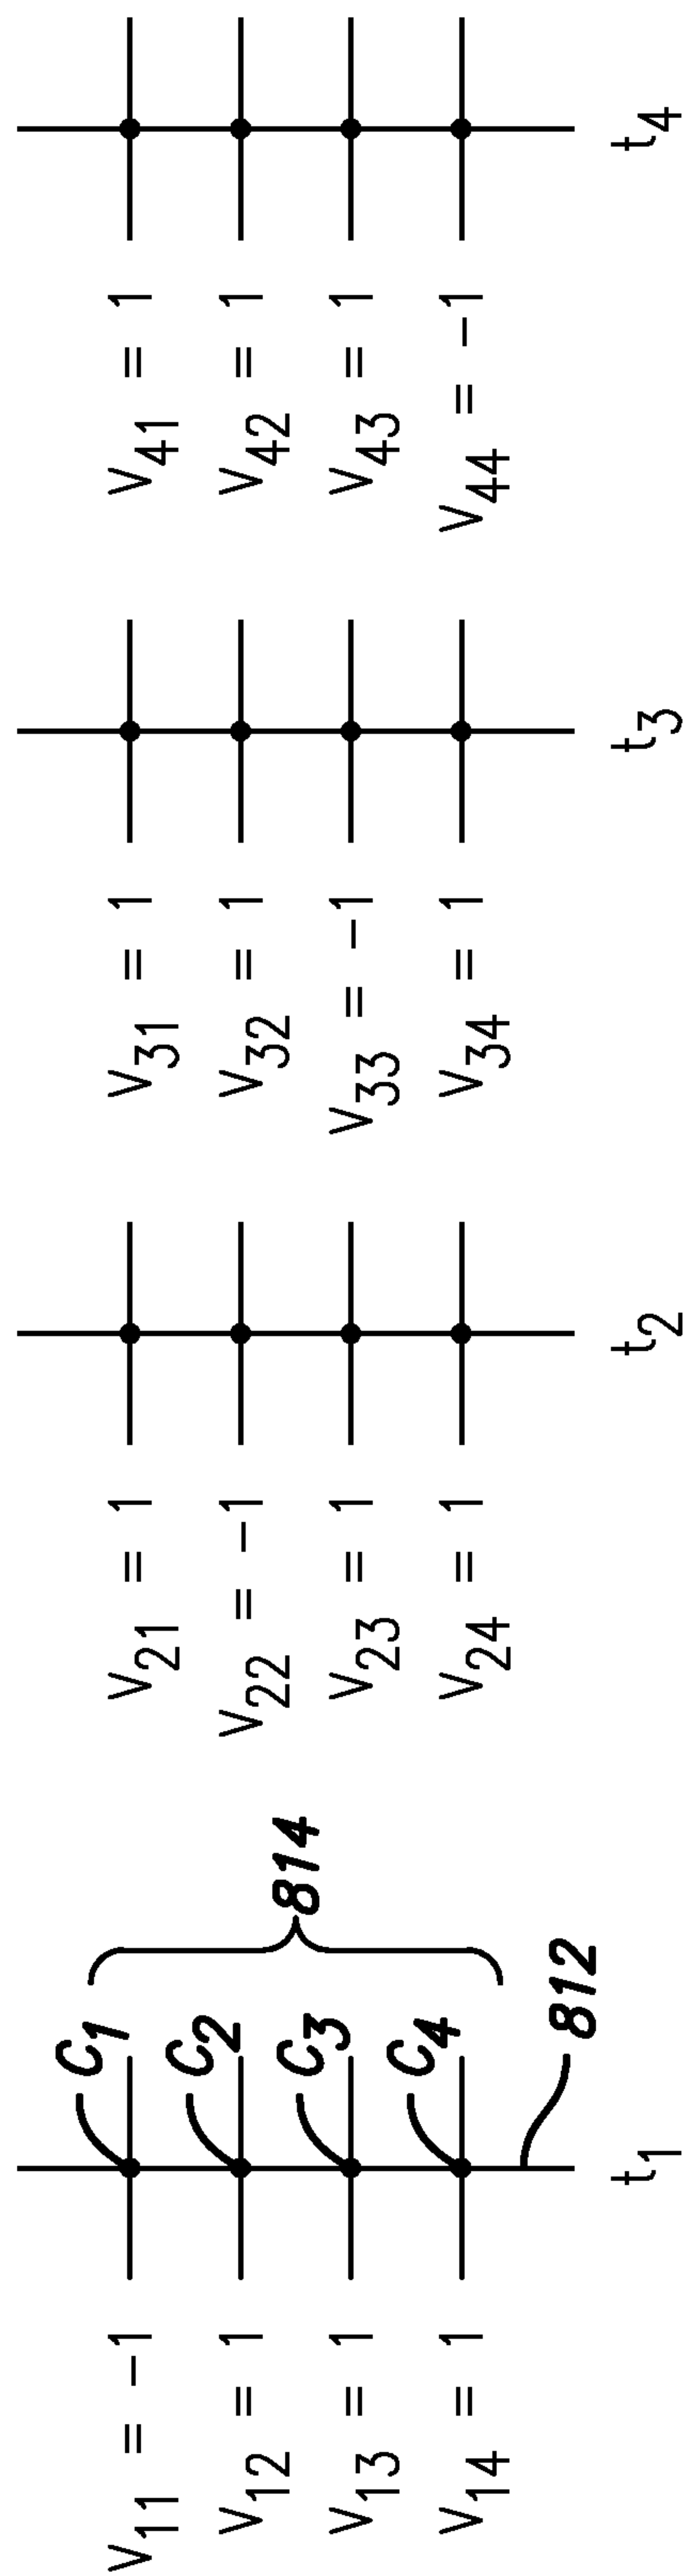 V11 = -1
V12 = 1
V13 = 1
V14 = 1
C1
C2
C3
C4
814
812
t1
V21 = 1
V22 = -1
V23 = 1
V24 = 1
t2
V31 = 1
V32 = 1
V33 = -1
V34 = 1
t3
V41 = 1
V42 = 1
V43 = 1
V44 = -1
t4